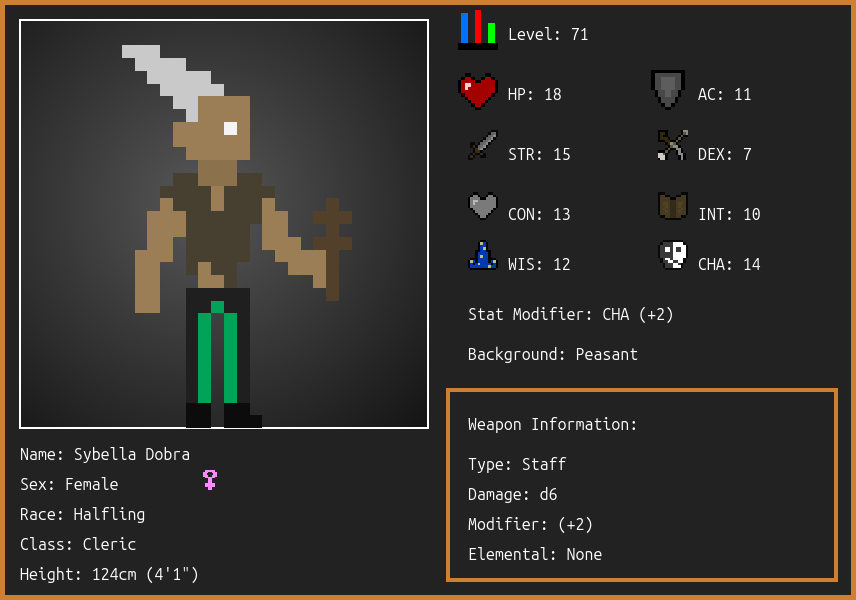 Level: 71
HP: 18
AC: 11
STR: 15
DEX: 7
CON: 13
INT: 10
WIS: 12
CHA: 14
Stat Modifier: CHA (+2)
Background: Peasant
Weapon Information:
Type: Staff
Damage: d6
Modifier: (+2)
Elemental: None
Name: Sybella Dobra
Sex: Female
Race: Halfling
Class: Cleric
Height: 124cm (4'1")